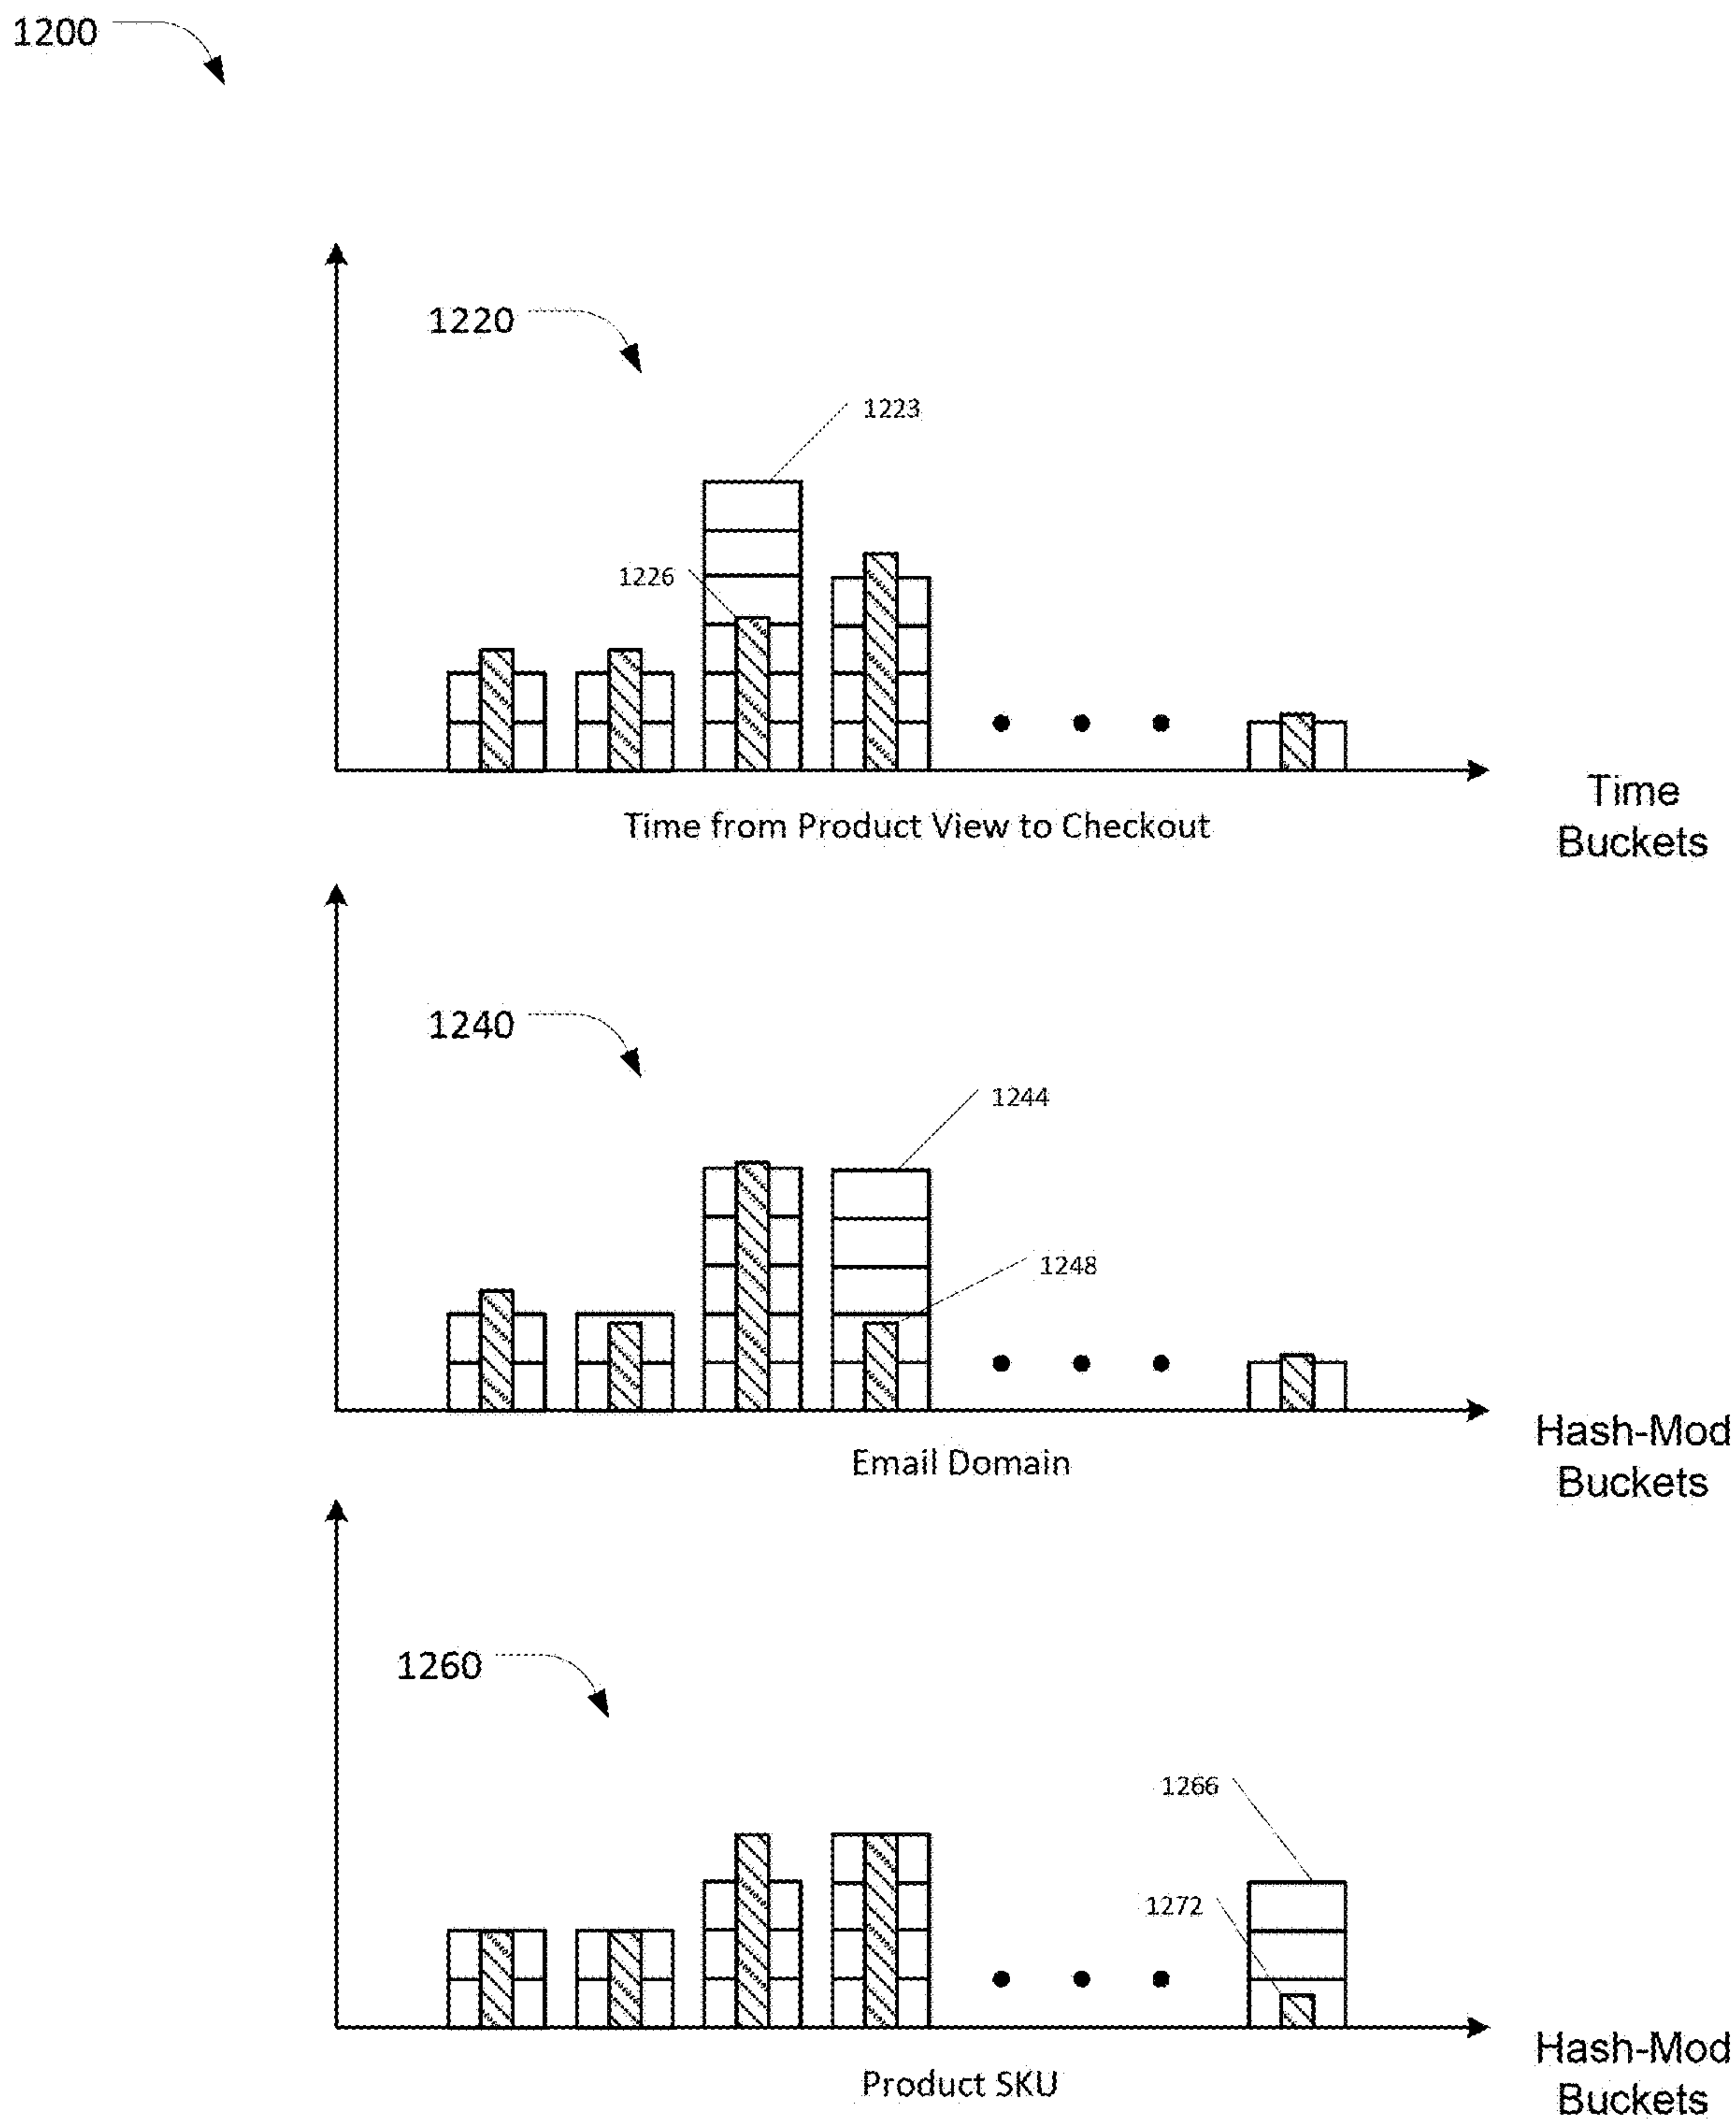 1200
1220
1223
1226
Time from Product View to Checkout
Time
Buckets
1240
1244
1248
Email Domain
Hash-Mod
Buckets
1260
1266
1272
Product SKU
Hash-Mod
Buckets